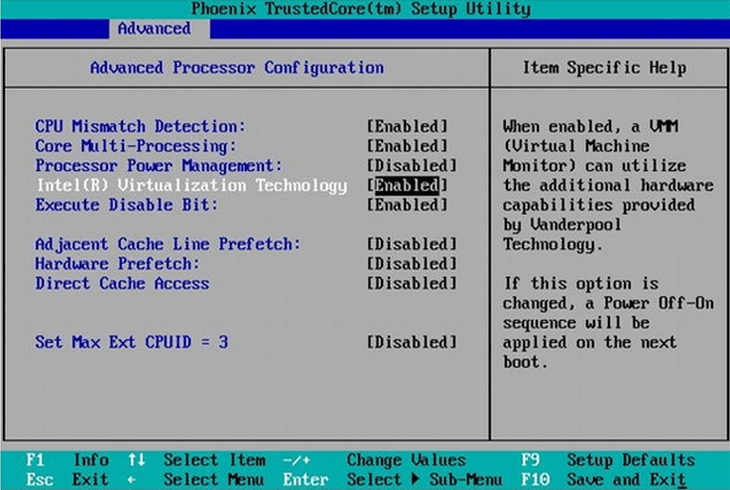 Phoenix TrustedCore(tm) Setup Utility
Advanced
Advanced Processor Configuration
Item Specific Help
CPU Mismatch Detection: [Enabled]
Core Multi-Processing: [Enabled]
Processor Power Management: [Disabled]
Intel(R) Virtualization Technology [Enabled]
Execute Disable Bit: [Enabled]
Adjacent Cache Line Prefetch: [Disabled]
Hardware Prefetch: [Disabled]
Direct Cache Access [Disabled]
Set Max Ext CPUID = 3 [Disabled]
When enabled, a VMM
(Virtual Machine
Monitor) can utilize
the additional hardware
capabilities provided
by Vanderpool
Technology.
If this option is
changed, a Power Off-On
sequence will be
applied on the next
boot.
F1 Info ↑↓ Select Item -/+ Change Values F9 Setup Defaults
Esc Exit ← Select Menu Enter Select ▶ Sub-Menu F10 Save and Exit